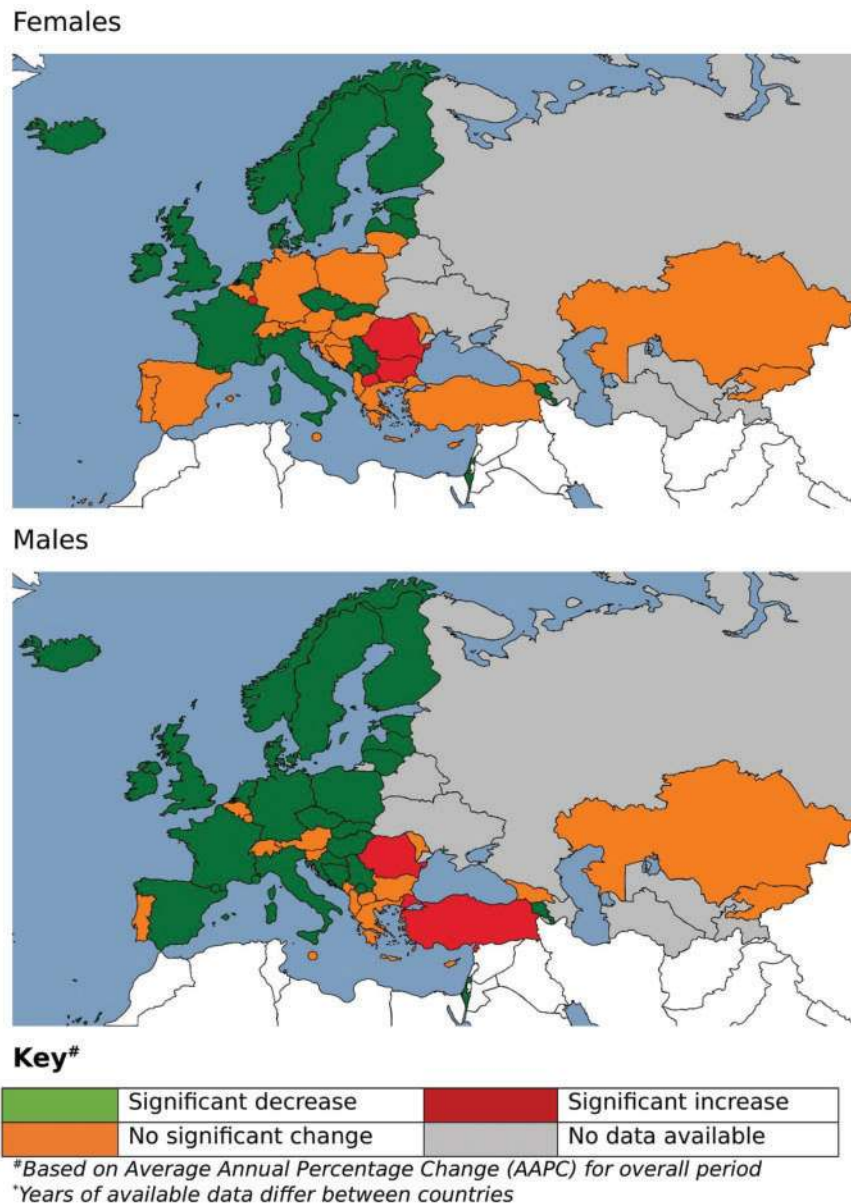 Females
Males
Key#
Significant decrease
Significant increase
No significant change
No data available
#Based on Average Annual Percentage Change (AAPC) for overall period
*Years of available data differ between countries